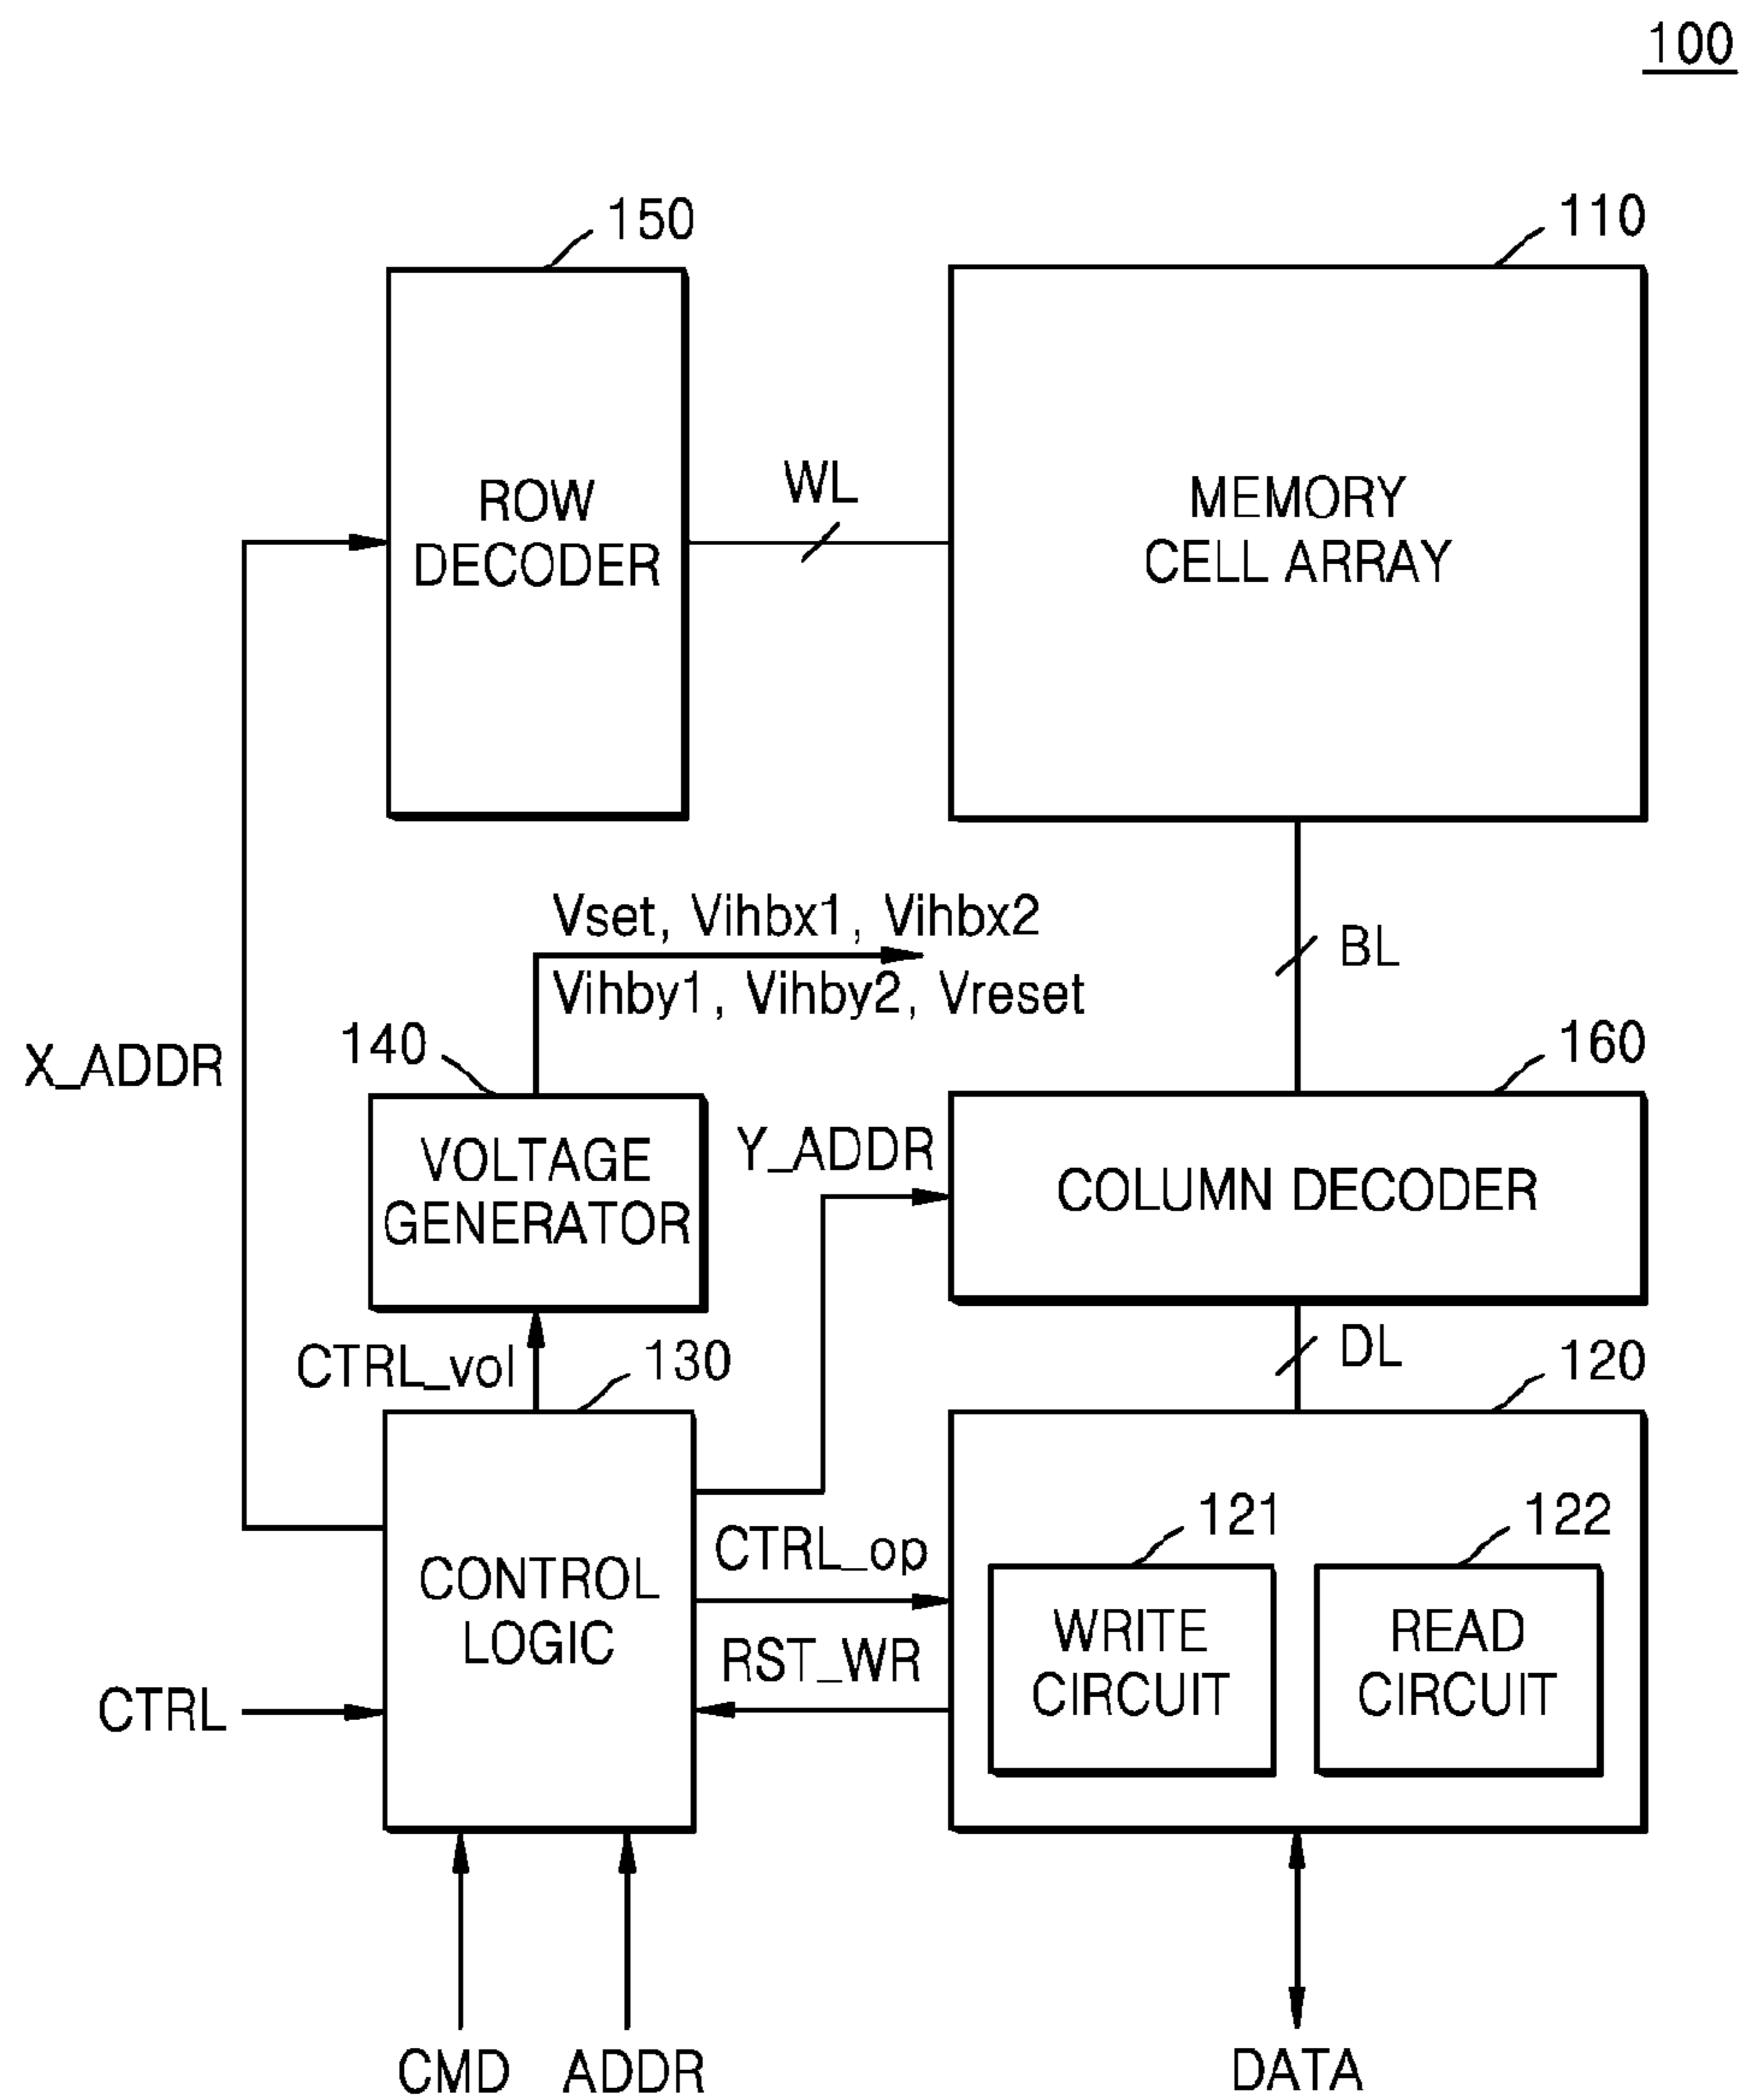 100
150
110
ROW
DECODER
WL
MEMORY
CELL ARRAY
Vset, Vihbx1, Vihbx2
Vihby1, Vihby2, Vreset
BL
X_ADDR
140
160
VOLTAGE
GENERATOR
Y_ADDR
COLUMN DECODER
CTRL_vol
130
DL
120
121
122
CTRL_op
CONTROL
LOGIC
WRITE
CIRCUIT
READ
CIRCUIT
RST_WR
CTRL
CMD
ADDR
DATA